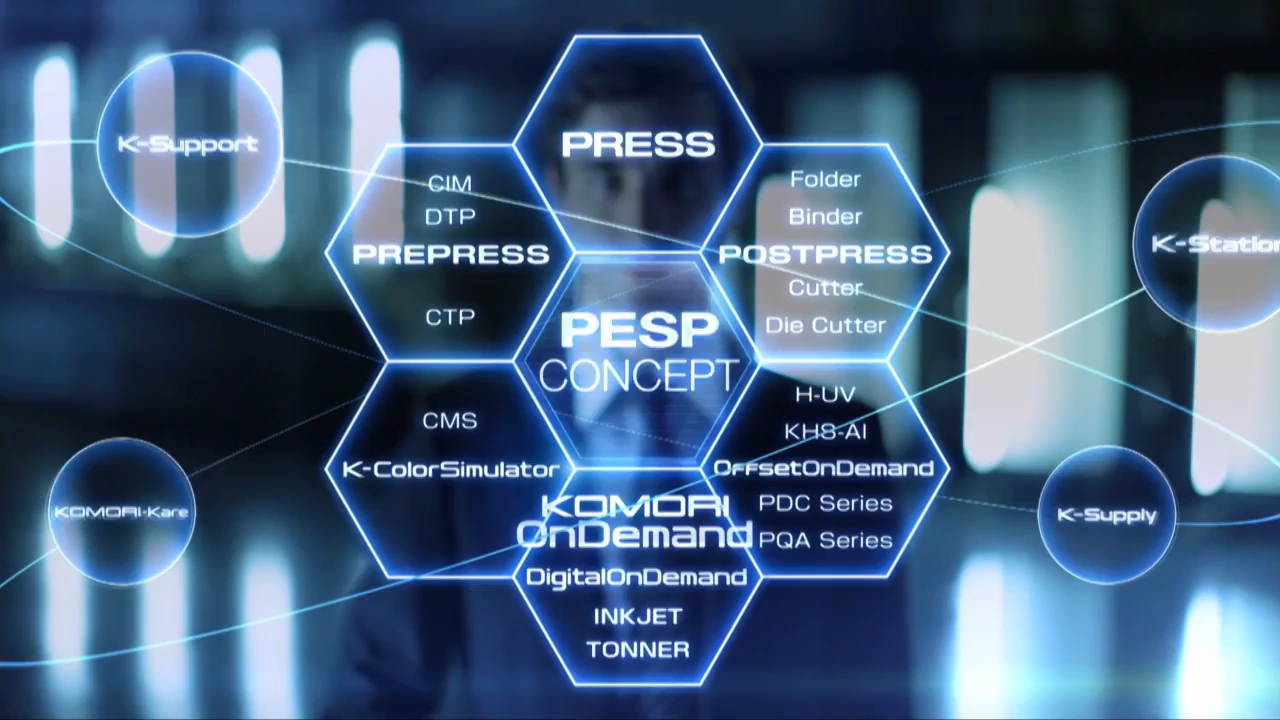 K-Support
PRESS
CIM
DTP
PREPRESS
CTP
Folder
Binder
POSTPRESS
Cutter
Die Cutter
K-Station
PESP
CONCEPT
CMS
K-ColorSimulator
H-UV
KHS-AI
OffsetOnDemand
PDC Series
PQA Series
KOMORI-Kare
KOMORI
OnDemand
DigitalOnDemand
INKJET
TONNER
K-Supply